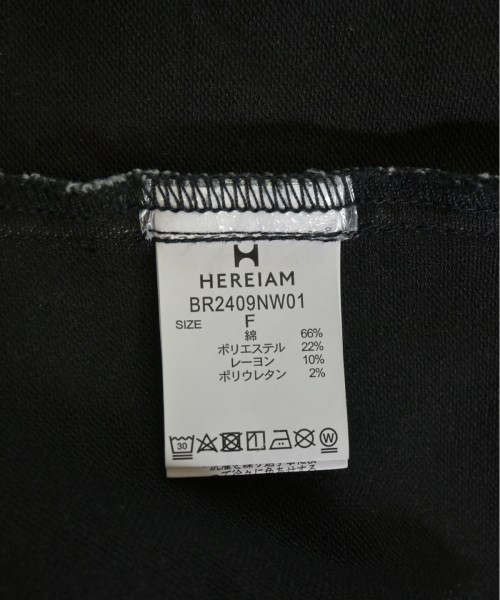 HEREIAM
BR2409NW01
SIZE F
綿 66%
ポリエステル 22%
レーヨン 10%
ポリウレタン 2%
30 W